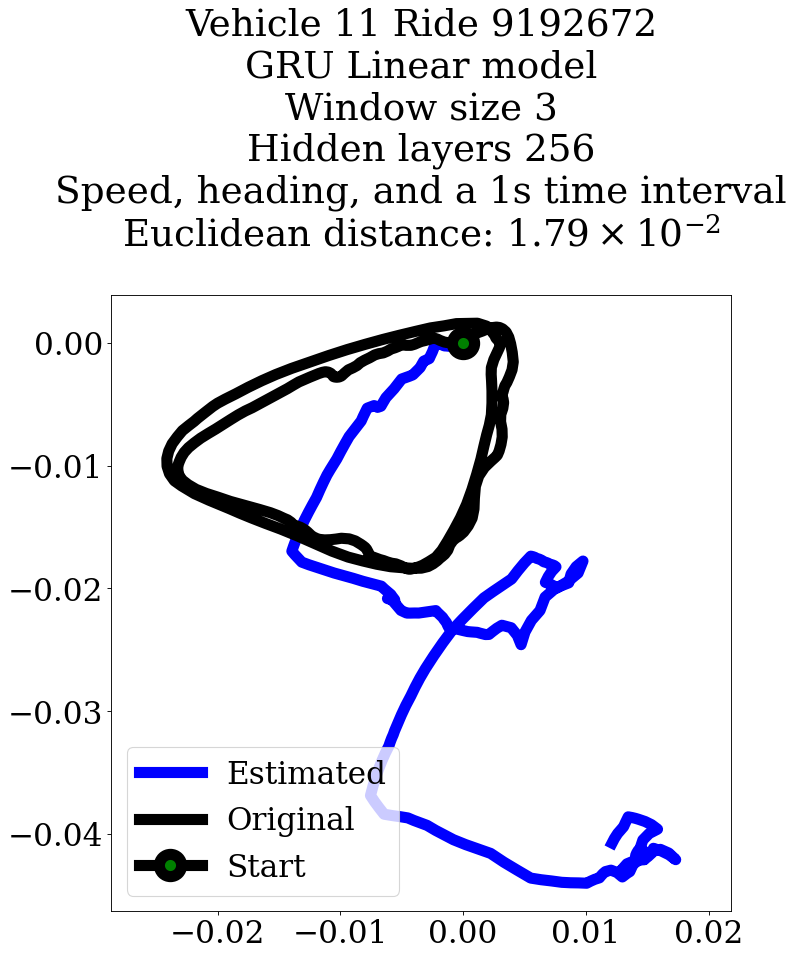 Vehicle 11 Ride 9192672
GRU Linear model
Window size 3
Hidden layers 256
Speed, heading, and a 1s time interval
Euclidean distance: 1.79 × 10⁻²
0.00
−0.01
−0.02
−0.03
−0.04
Estimated
Original
Start
−0.02 −0.01 0.00 0.01 0.02